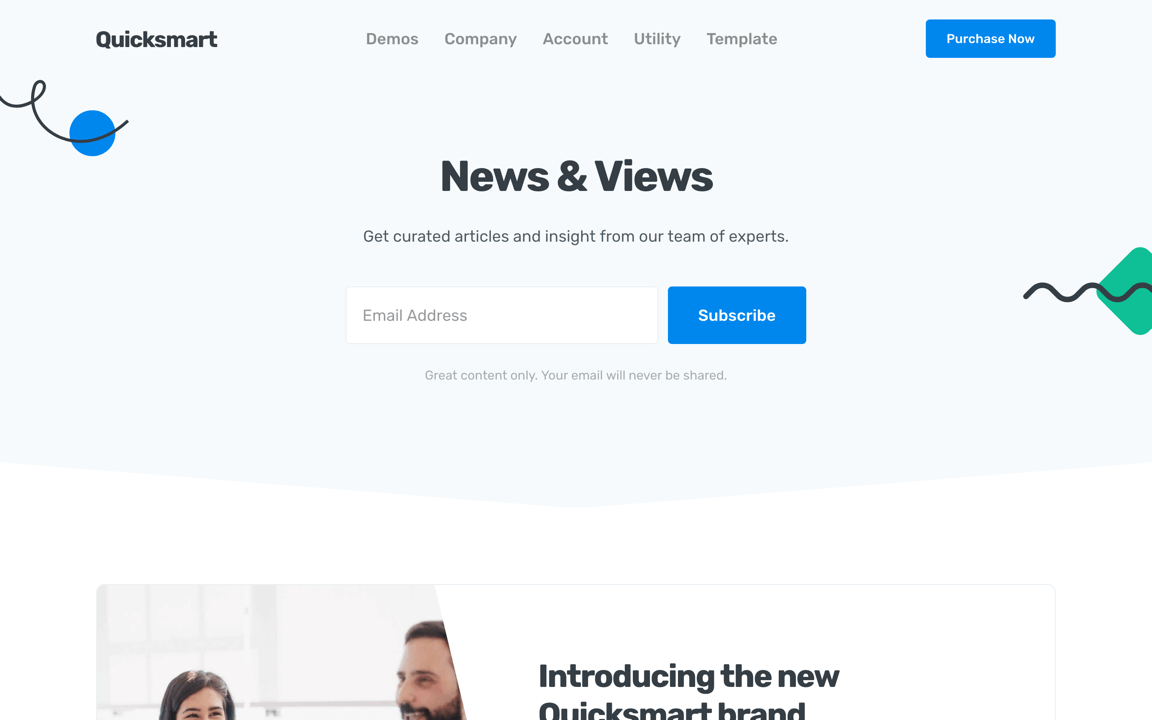 Quicksmart
Demos
Company
Account
Utility
Template
Purchase Now
News & Views
Get curated articles and insight from our team of experts.
Email Address
Subscribe
Great content only. Your email will never be shared.
Introducing the new
Quicksmart brand